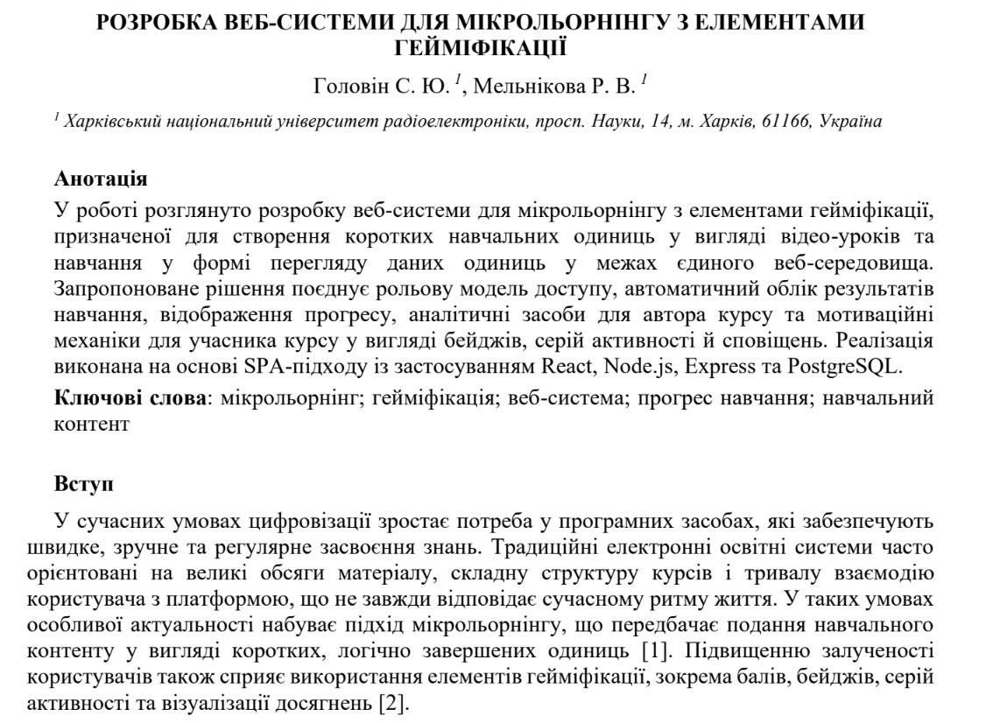 РОЗРОБКА ВЕБ-СИСТЕМИ ДЛЯ МІКРОЛЬОРНІНГУ З ЕЛЕМЕНТАМИ
ГЕЙМІФІКАЦІЇ
Головін С. Ю. 1, Мельнікова Р. В. 1
1 Харківський національний університет радіоелектроніки, просп. Науки, 14, м. Харків, 61166, Україна
Анотація
У роботі розглянуто розробку веб-системи для мікрольорнінгу з елементами гейміфікації,
призначеної для створення коротких навчальних одиниць у вигляді відео-уроків та
навчання у формі перегляду даних одиниць у межах єдиного веб-середовища.
Запропоноване рішення поєднує рольову модель доступу, автоматичний облік результатів
навчання, відображення прогресу, аналітичні засоби для автора курсу та мотиваційні
механіки для учасника курсу у вигляді бейджів, серій активності й сповіщень. Реалізація
виконана на основі SPA-підходу із застосуванням React, Node.js, Express та PostgreSQL.
Ключові слова: мікрольорнінг; гейміфікація; веб-система; прогрес навчання; навчальний
контент
Вступ
У сучасних умовах цифровізації зростає потреба у програмних засобах, які забезпечують
швидке, зручне та регулярне засвоєння знань. Традиційні електронні освітні системи часто
орієнтовані на великі обсяги матеріалу, складну структуру курсів і тривалу взаємодію
користувача з платформою, що не завжди відповідає сучасному ритму життя. У таких умовах
особливої актуальності набуває підхід мікрольорнінгу, що передбачає подання навчального
контенту у вигляді коротких, логічно завершених одиниць [1]. Підвищенню залученості
користувачів також сприяє використання елементів гейміфікації, зокрема балів, бейджів, серій
активності та візуалізації досягнень [2].